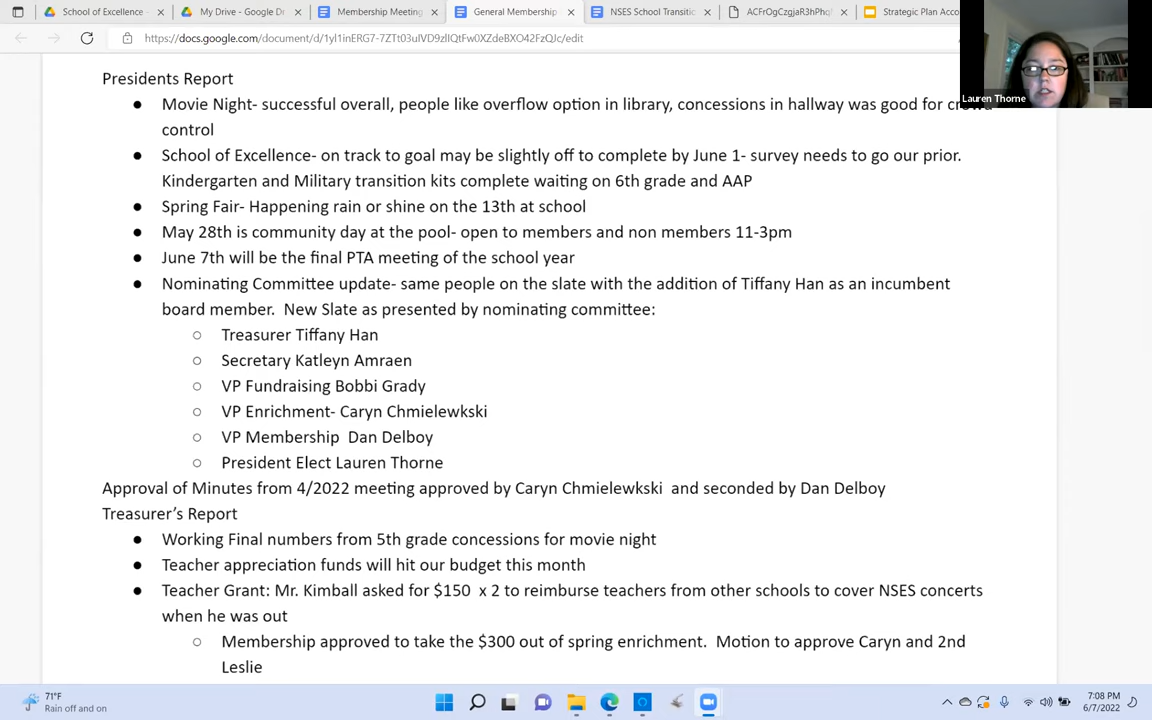 School of Excellence
My Drive - Google Dr
Membership Meeting
General Membership
NSES School Transitic
ACFrOgCzgjaR3hPhq
Strategic Plan Acco
https://docs.google.com/document/d/1yl1inERG7-7ZTt03uIVD9zlIQtFw0XZdeBXO42FzQJc/edit
Lauren Thorne
Presidents Report
● Movie Night- successful overall, people like overflow option in library, concessions in hallway was good for crowd
control
● School of Excellence- on track to goal may be slightly off to complete by June 1- survey needs to go our prior.
Kindergarten and Military transition kits complete waiting on 6th grade and AAP
● Spring Fair- Happening rain or shine on the 13th at school
● May 28th is community day at the pool- open to members and non members 11-3pm
● June 7th will be the final PTA meeting of the school year
● Nominating Committee update- same people on the slate with the addition of Tiffany Han as an incumbent
board member.  New Slate as presented by nominating committee:
○ Treasurer Tiffany Han
○ Secretary Katleyn Amraen
○ VP Fundraising Bobbi Grady
○ VP Enrichment- Caryn Chmielewkski
○ VP Membership  Dan Delboy
○ President Elect Lauren Thorne
Approval of Minutes from 4/2022 meeting approved by Caryn Chmielewkski  and seconded by Dan Delboy
Treasurer's Report
● Working Final numbers from 5th grade concessions for movie night
● Teacher appreciation funds will hit our budget this month
● Teacher Grant: Mr. Kimball asked for $150  x 2 to reimburse teachers from other schools to cover NSES concerts
when he was out
○ Membership approved to take the $300 out of spring enrichment.  Motion to approve Caryn and 2nd
Leslie
71°F
Rain off and on
7:08 PM
6/7/2022